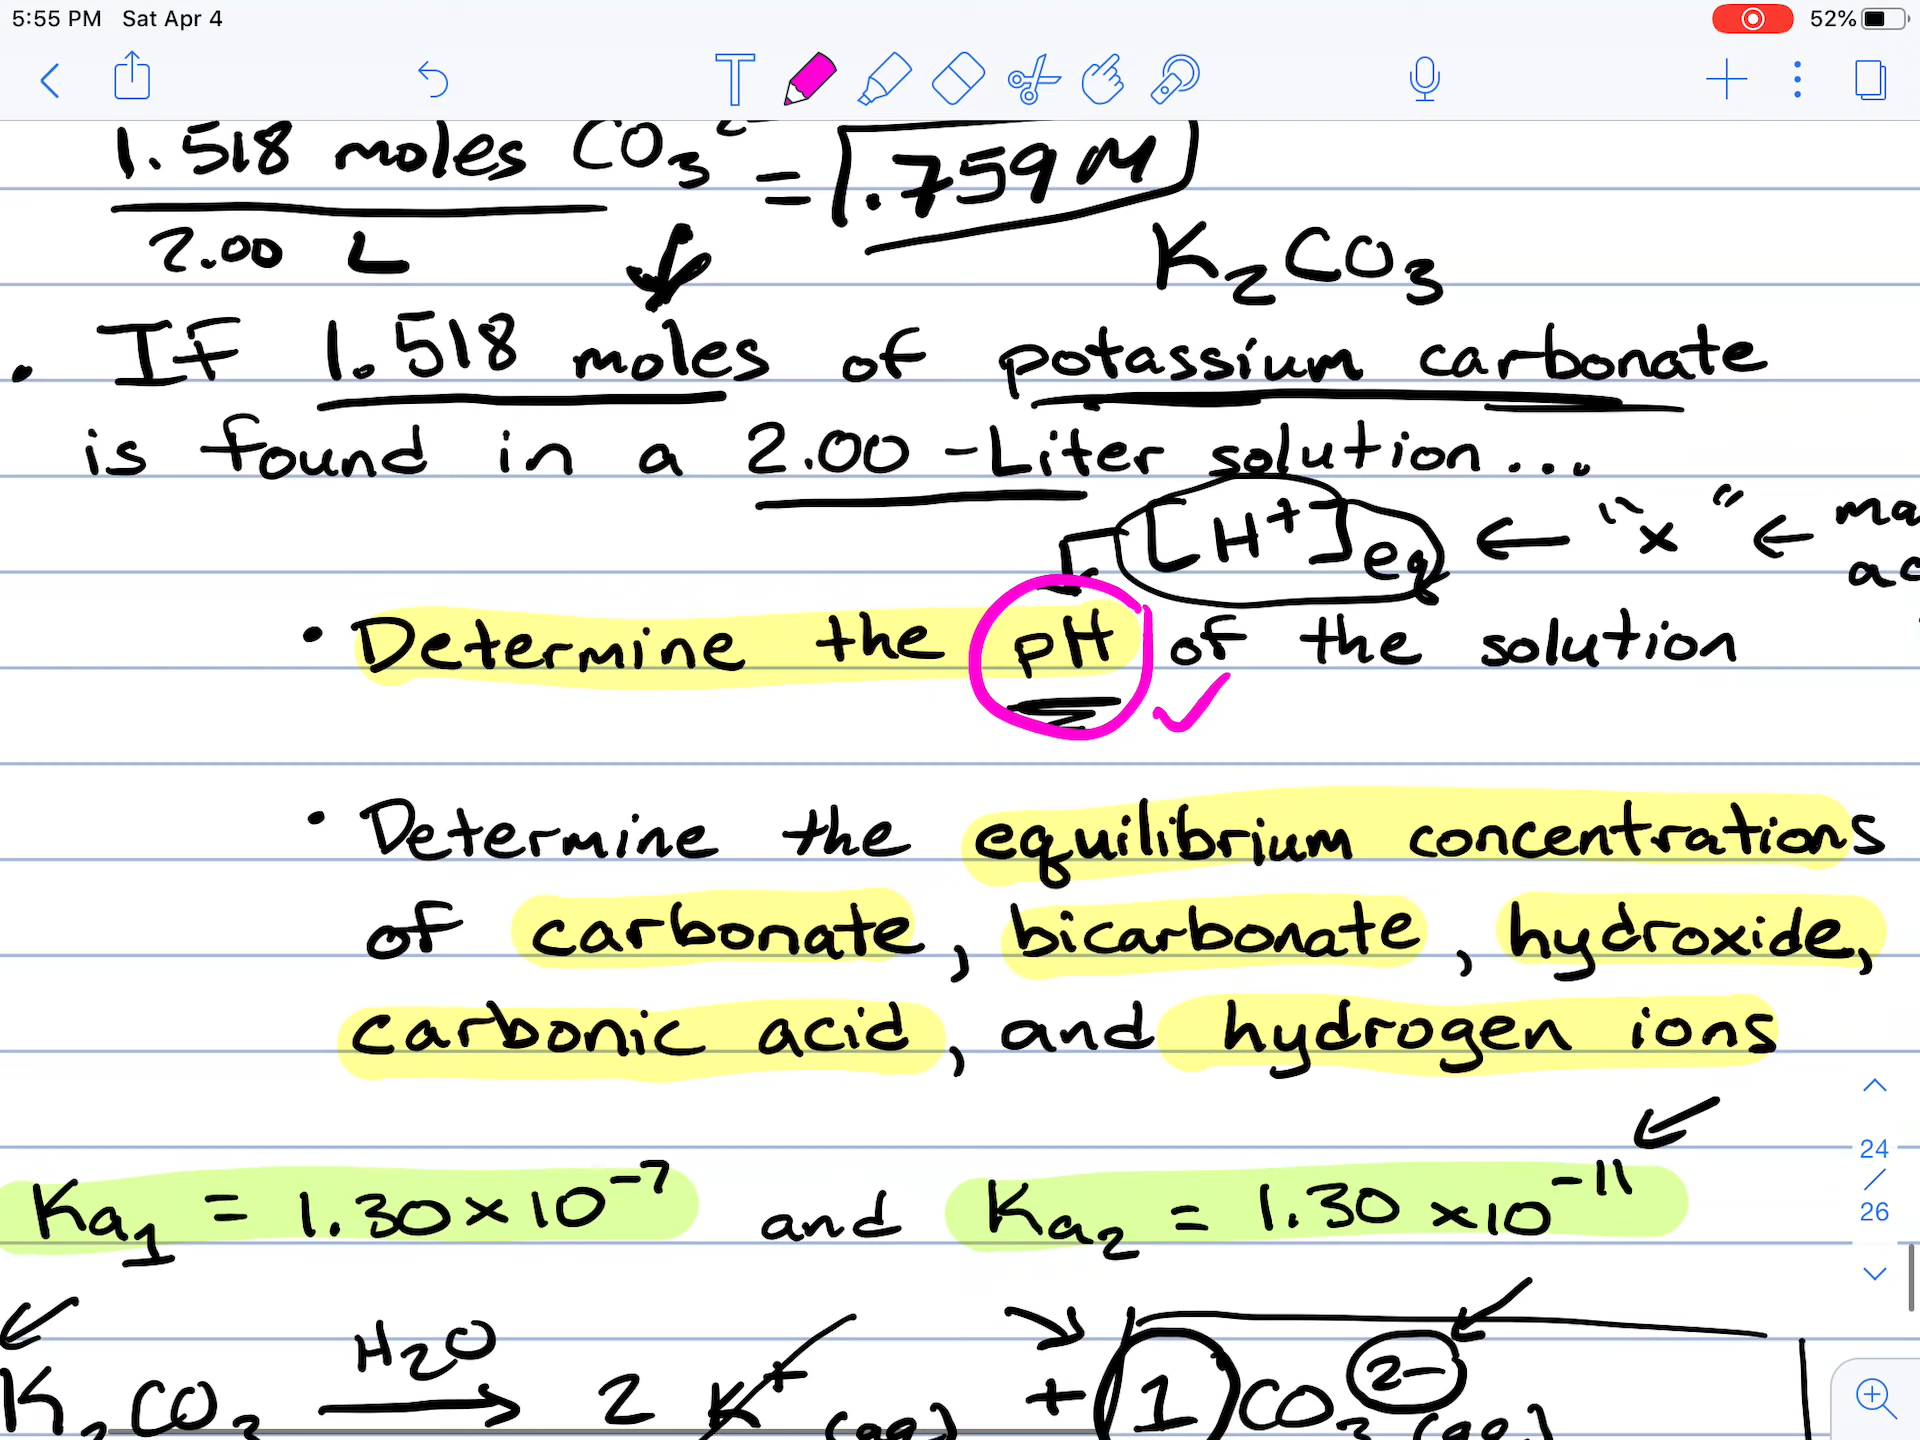 5:55 PM Sat Apr 4
52%
1.518 moles CO3 2- = .759 M
2.00 L
K2CO3
• IF 1.518 moles of potassium carbonate
is found in a 2.00-Liter solution...
[H+]eq ← "x" ←
• Determine the pH of the solution
• Determine the equilibrium concentrations
of carbonate, bicarbonate, hydroxide,
carbonic acid, and hydrogen ions
Ka1 = 1.30×10^-7 and Ka2 = 1.30×10^-11
24
/
26
H2O
K2CO3 → 2 K+ (aq) + 1 CO3 2- (aq)